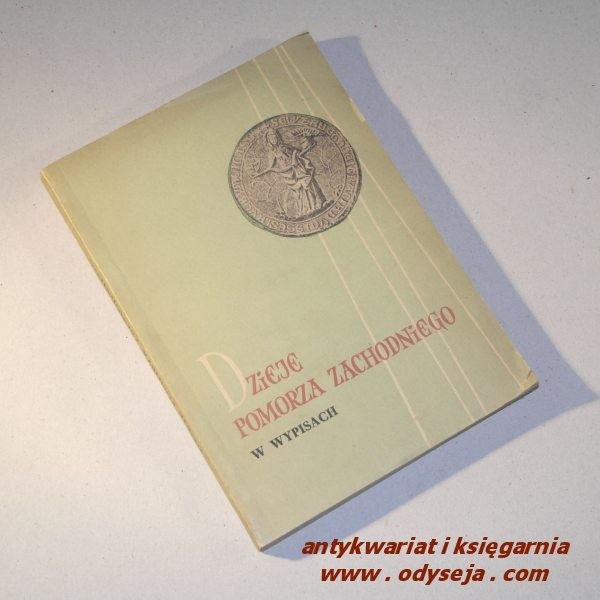 DZIEJE
POMORZA ZACHODNIEGO
W WYPISACH
antykwariat i księgarnia
www . odyseja . com